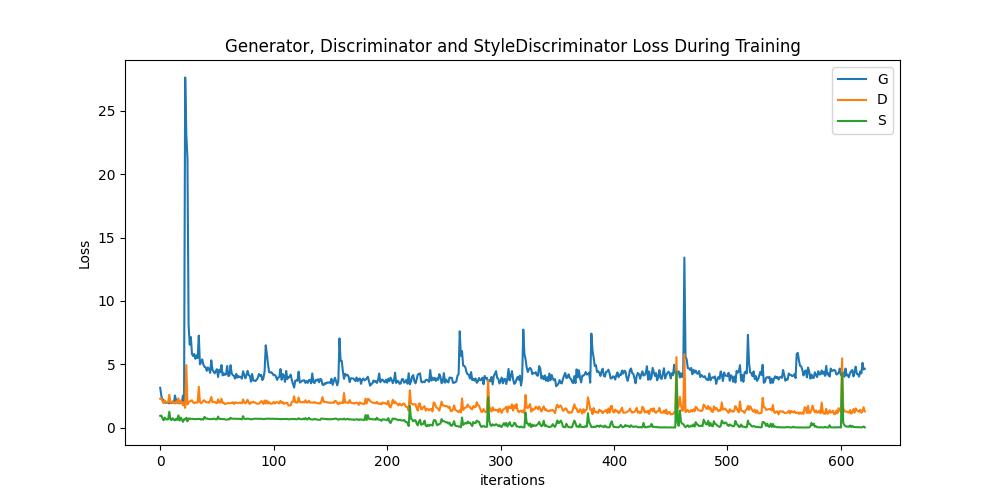 Generator, Discriminator and StyleDiscriminator Loss During Training
G
D
S
25
20
15
10
5
0
Loss
0 100 200 300 400 500 600
iterations